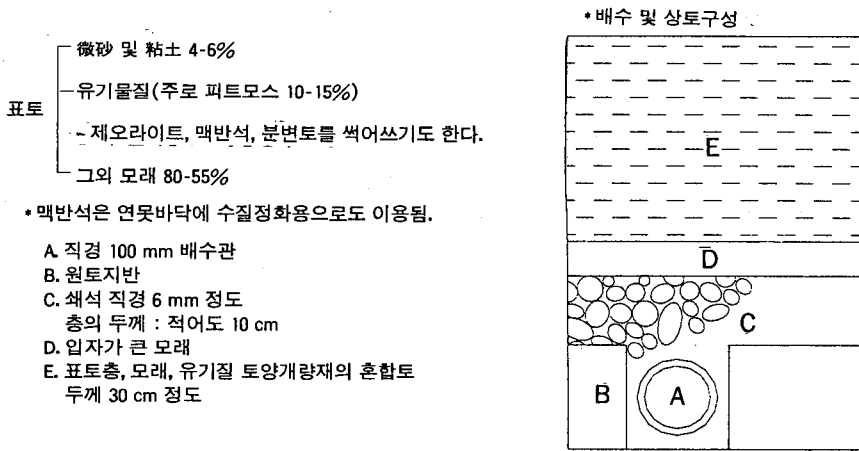 *배수 및 상토구성
微砂 및 粘土 4-6%
유기물질(주로 피트모스 10-15%)
표토
- 제오라이트, 맥반석, 분변토를 썩어쓰기도 한다.
그외 모래 80-55%
*맥반석은 연못바닥에 수질정화용으로도 이용됨.
A. 직경 100 mm 배수관
B. 원토지반
C. 쇄석 직경 6 mm 정도
층의 두께 : 적어도 10 cm
D. 입자가 큰 모래
E. 표토층, 모래, 유기질 토양개량재의 혼합토
두께 30 cm 정도
E
D
C
B
A